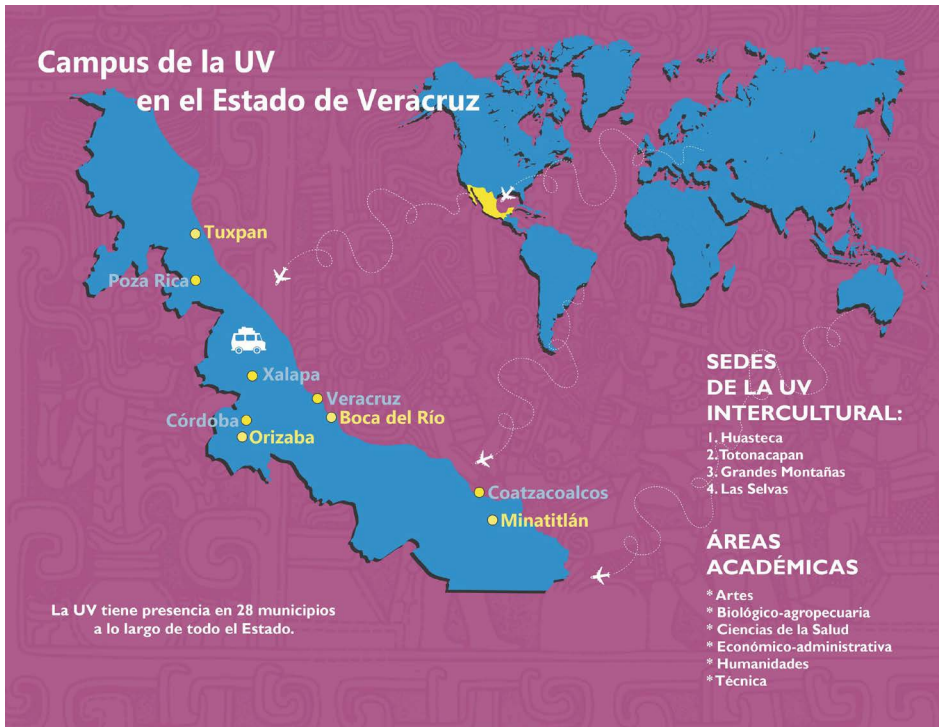 Campus de la UV
en el Estado de Veracruz
Tuxpan
Poza Rica
Xalapa
Veracruz
Boca del Río
Córdoba
Orizaba
Coatzacoalcos
Minatitlán
La UV tiene presencia en 28 municipios
a lo largo de todo el Estado.
SEDES
DE LA UV
INTERCULTURAL:
1. Huasteca
2. Totonacapan
3. Grandes Montañas
4. Las Selvas
ÁREAS
ACADÉMICAS
* Artes
* Biológico-agropecuaria
* Ciencias de la Salud
* Económico-administrativa
* Humanidades
* Técnica